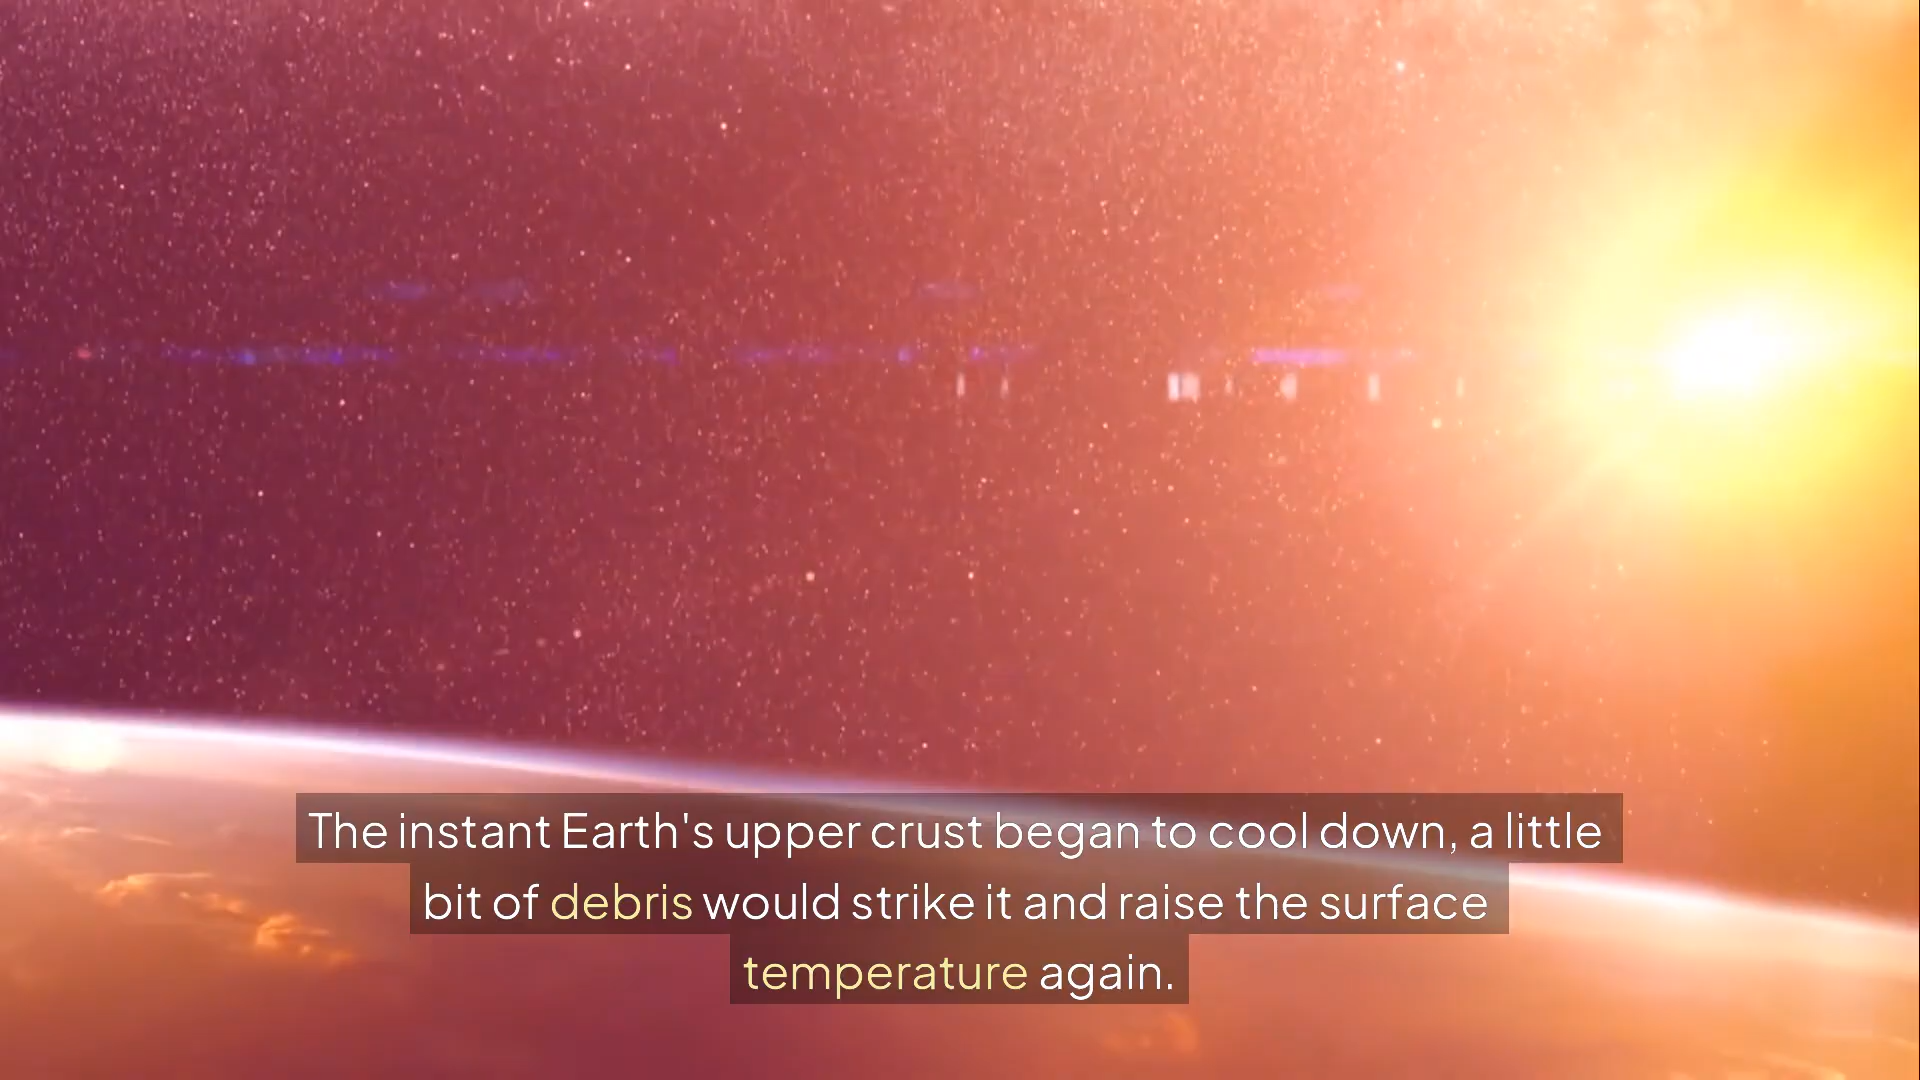 The instant Earth's upper crust began to cool down, a little
bit of debris would strike it and raise the surface
temperature again.